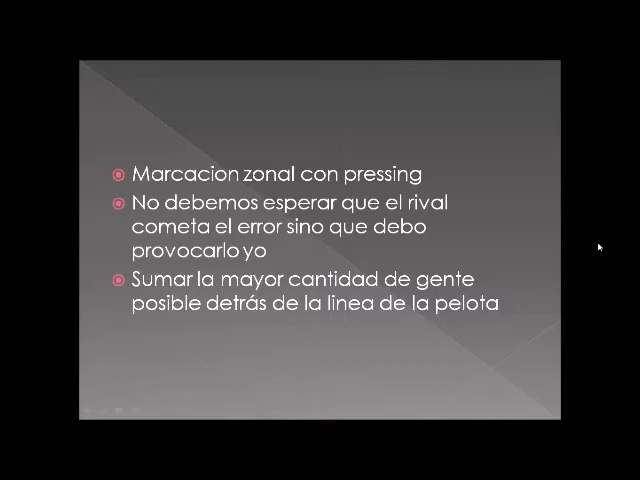 Marcacion zonal con pressing
No debemos esperar que el rival
cometa el error sino que debo
provocarlo yo
Sumar la mayor cantidad de gente
posible detrás de la linea de la pelota